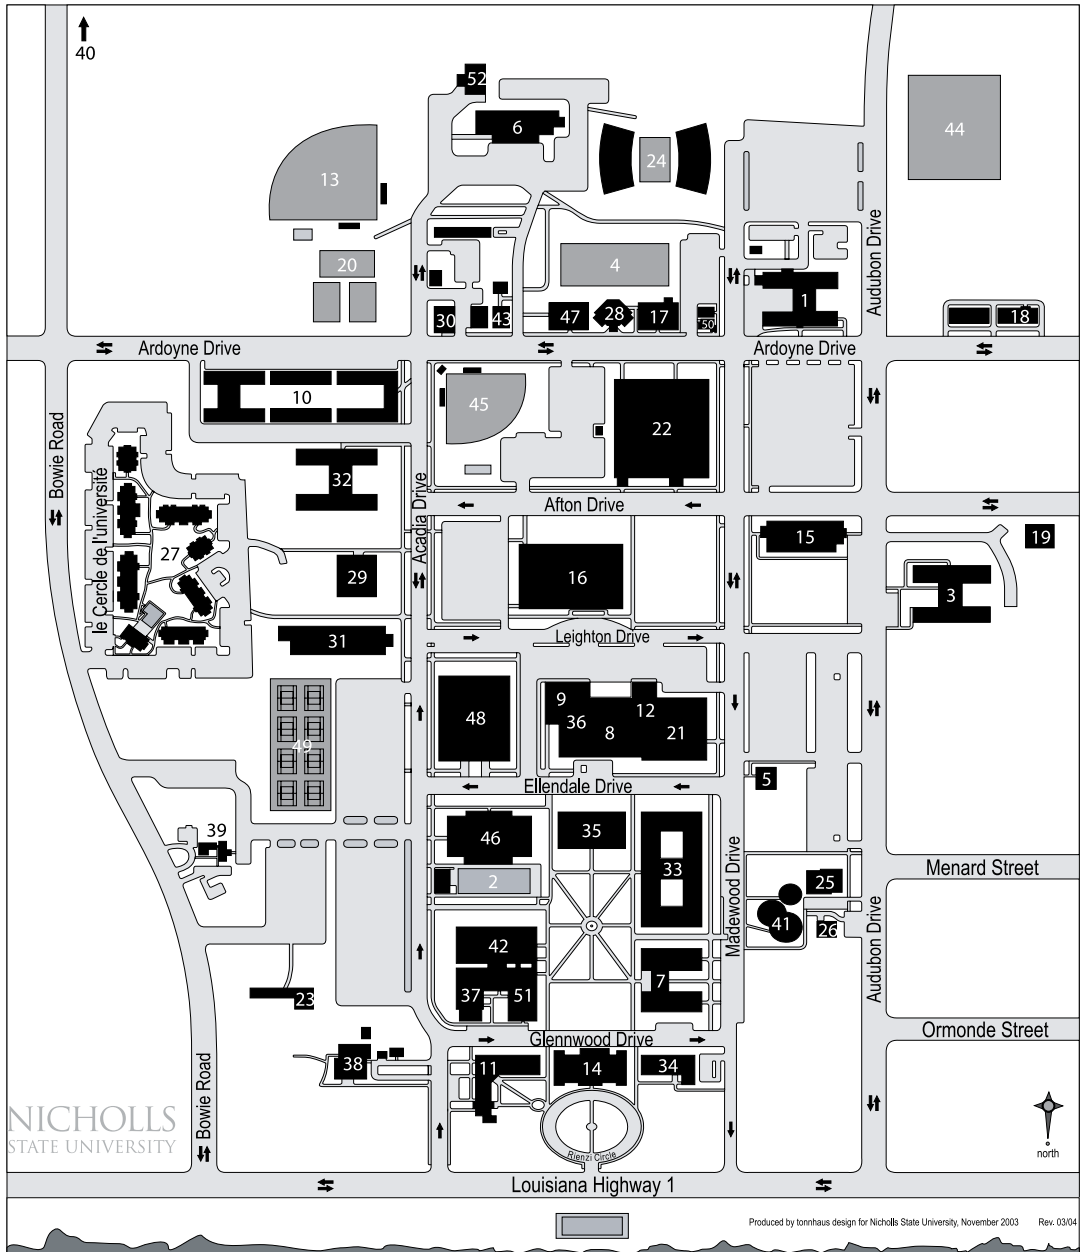 40
52
6
44
13
24
Audubon Drive
20
4
1
30
43
47
28
17
50
18
Ardoyne Drive
Ardoyne Drive
10
45
22
Bowie Road
le Cercle de l'université
32
Acadia Drive
Afton Drive
15
19
27
29
16
3
31
Leighton Drive
9
12
48
36
8
21
49
5
Ellendale Drive
39
46
35
33
Madewood Drive
Menard Street
2
25
41
26
42
7
Audubon Drive
37
51
23
Glennwood Drive
Ormonde Street
38
11
14
34
NICHOLLS
STATE UNIVERSITY
Bowie Road
Rienzi Circle
north
Louisiana Highway 1
Produced by tonnhaus design for Nicholls State University, November 2003 Rev. 03/04